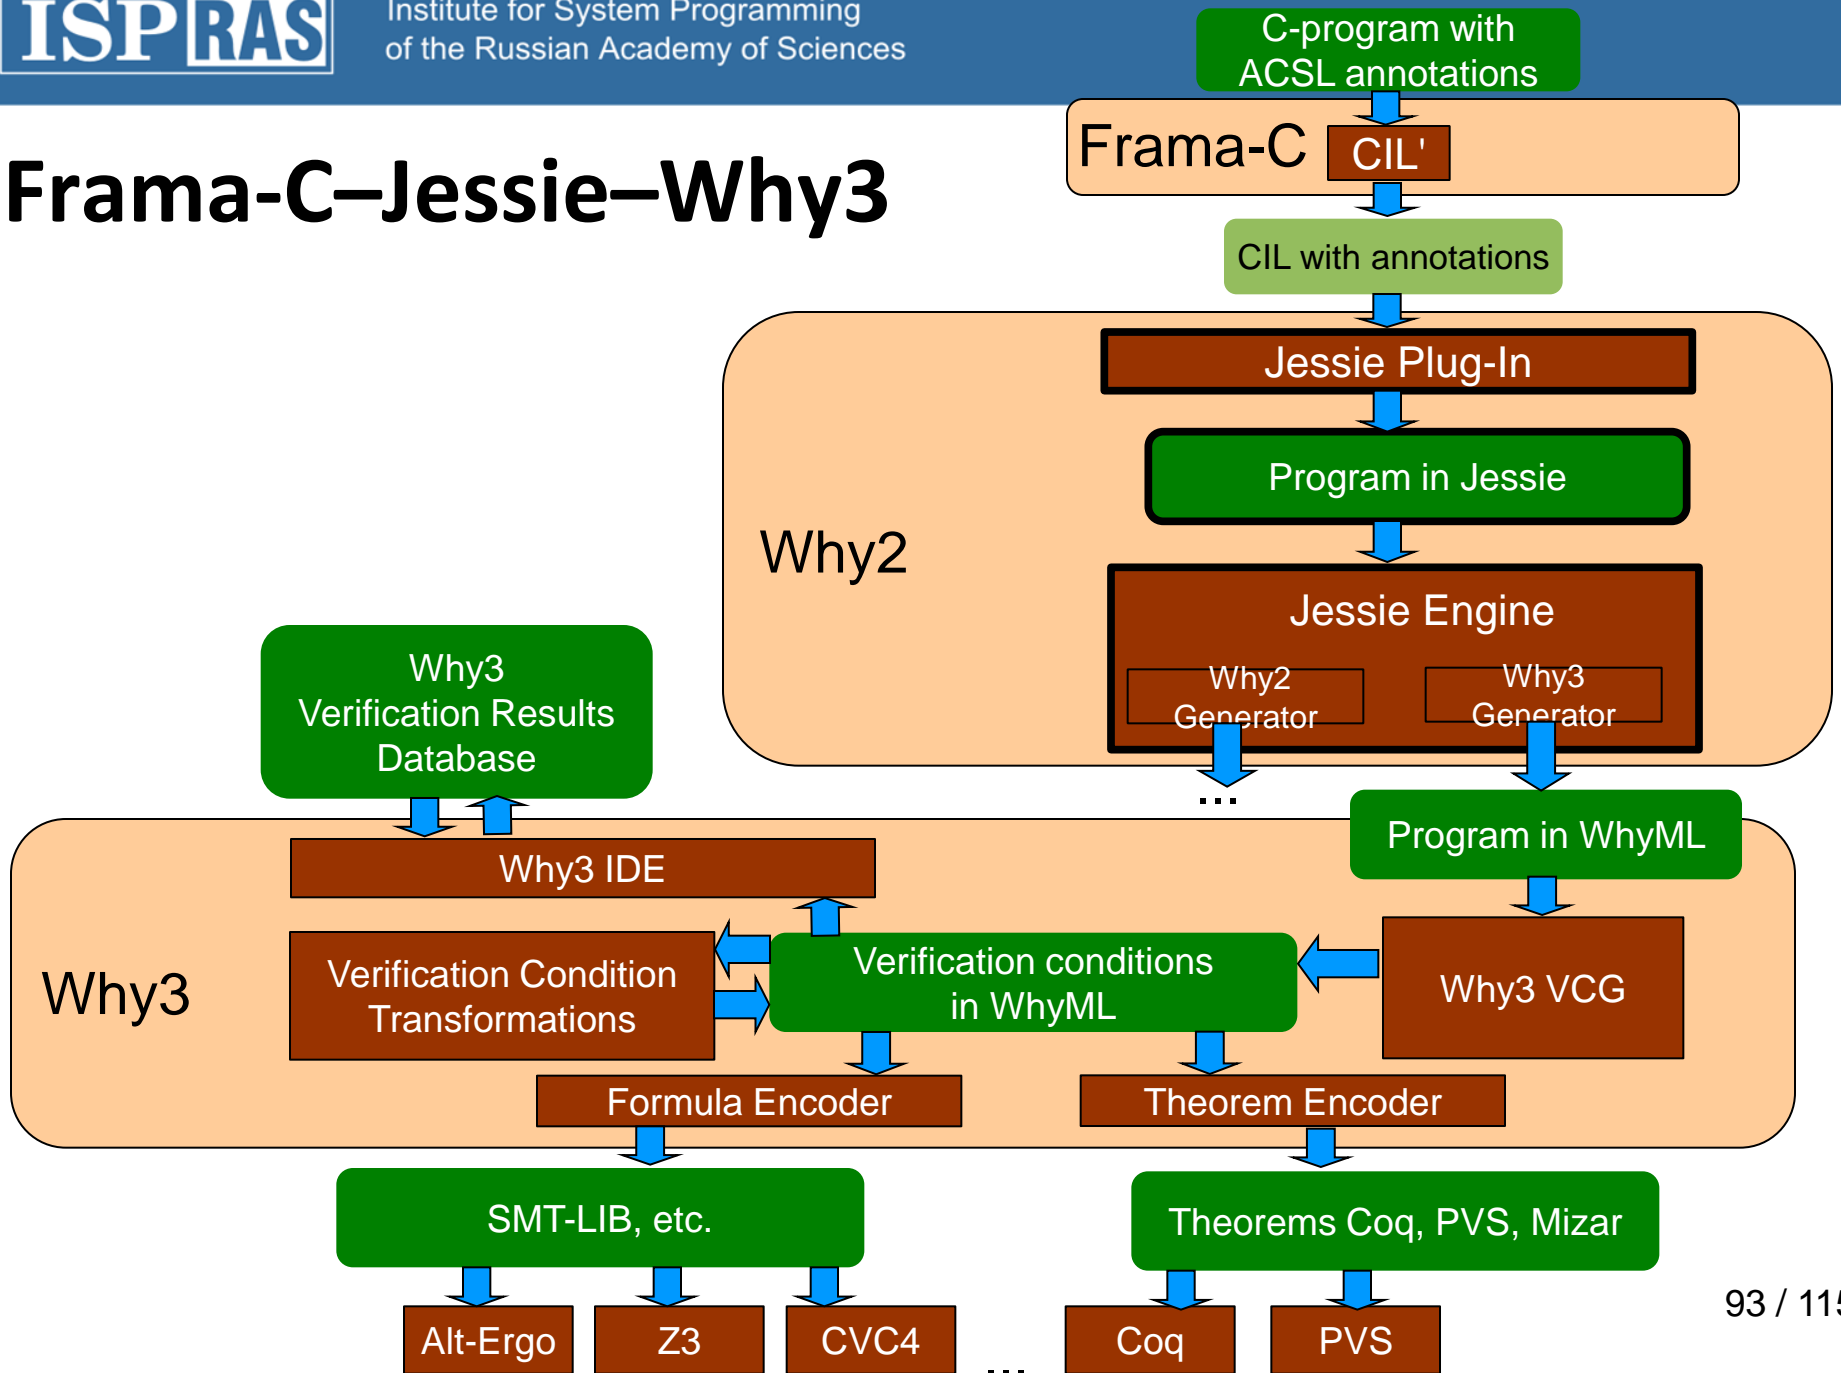 ISPRAS
Institute for System Programming
of the Russian Academy of Sciences
C-program with
ACSL annotations
Frama-C–Jessie–Why3
Frama-C
CIL'
CIL with annotations
Jessie Plug-In
Program in Jessie
Why2
Jessie Engine
Why2
Generator
Why3
Generator
...
Why3
Verification Results
Database
Program in WhyML
Why3 IDE
Why3
Verification Condition
Transformations
Verification conditions
in WhyML
Why3 VCG
Formula Encoder
Theorem Encoder
SMT-LIB, etc.
Theorems Coq, PVS, Mizar
Alt-Ergo
Z3
CVC4
...
Coq
PVS
93 / 115